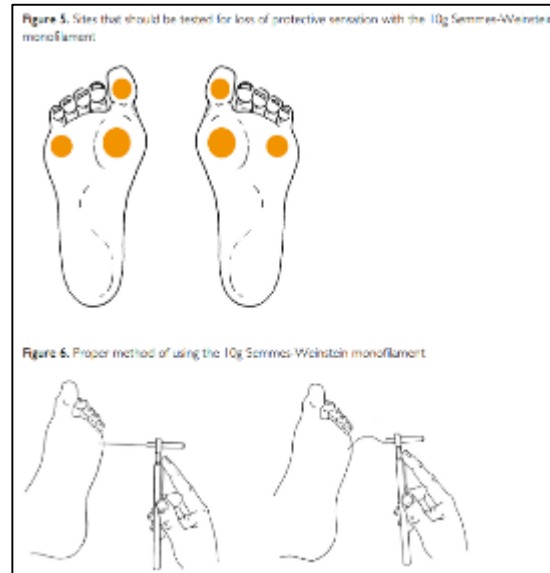 Figure 5. Sites that should be tested for loss of protective sensation with the 10g Semmes-Weinstein
monofilament
Figure 6. Proper method of using the 10g Semmes-Weinstein monofilament